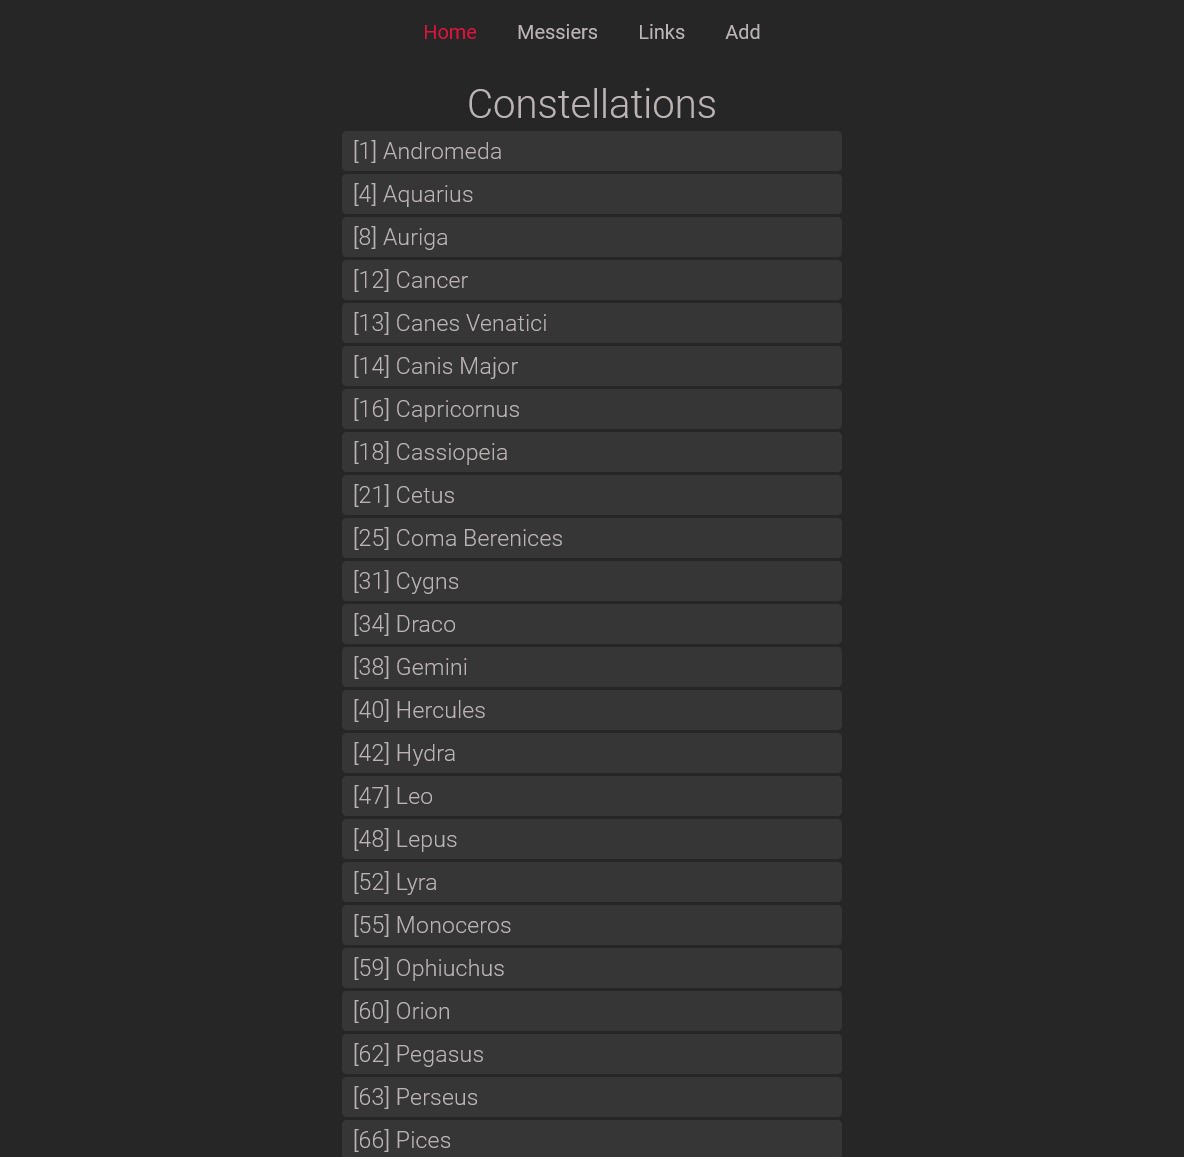 Home Messiers Links Add
Constellations
[1] Andromeda
[4] Aquarius
[8] Auriga
[12] Cancer
[13] Canes Venatici
[14] Canis Major
[16] Capricornus
[18] Cassiopeia
[21] Cetus
[25] Coma Berenices
[31] Cygns
[34] Draco
[38] Gemini
[40] Hercules
[42] Hydra
[47] Leo
[48] Lepus
[52] Lyra
[55] Monoceros
[59] Ophiuchus
[60] Orion
[62] Pegasus
[63] Perseus
[66] Pices